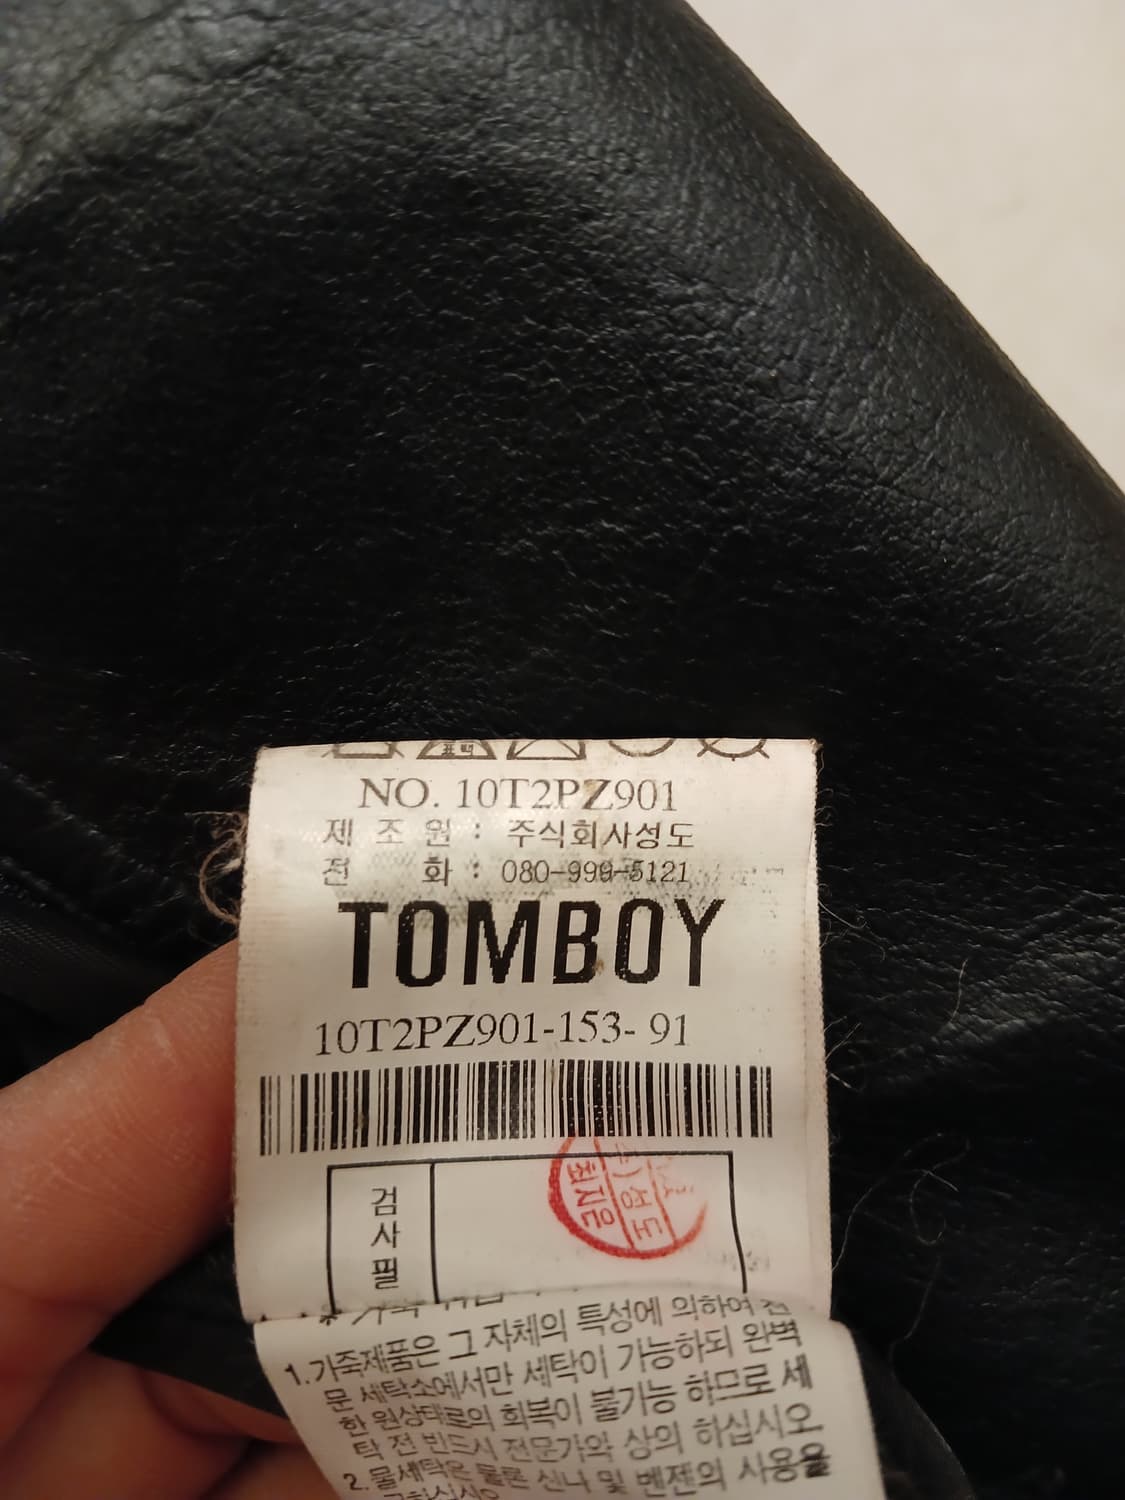 NO. 10T2PZ901
제 조 원 : 주식회사성도
전 화 : 080-999-5121
TOMBOY
10T2PZ901-153- 91
검
사
필
성도
최지은
1. 가죽제품은 그 자체의 특성에 의하여 전
문 세탁소에서만 세탁이 가능하되 완벽
한 원상태로의 회복이 불가능 하므로 세
탁 전 반드시 전문가와 상의 하십시오
2. 물세탁은 물론 신나 및 벤젠의 사용을